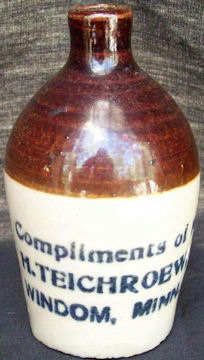 Compliments of
H. TEICHROEW,
WINDOM, MINN.